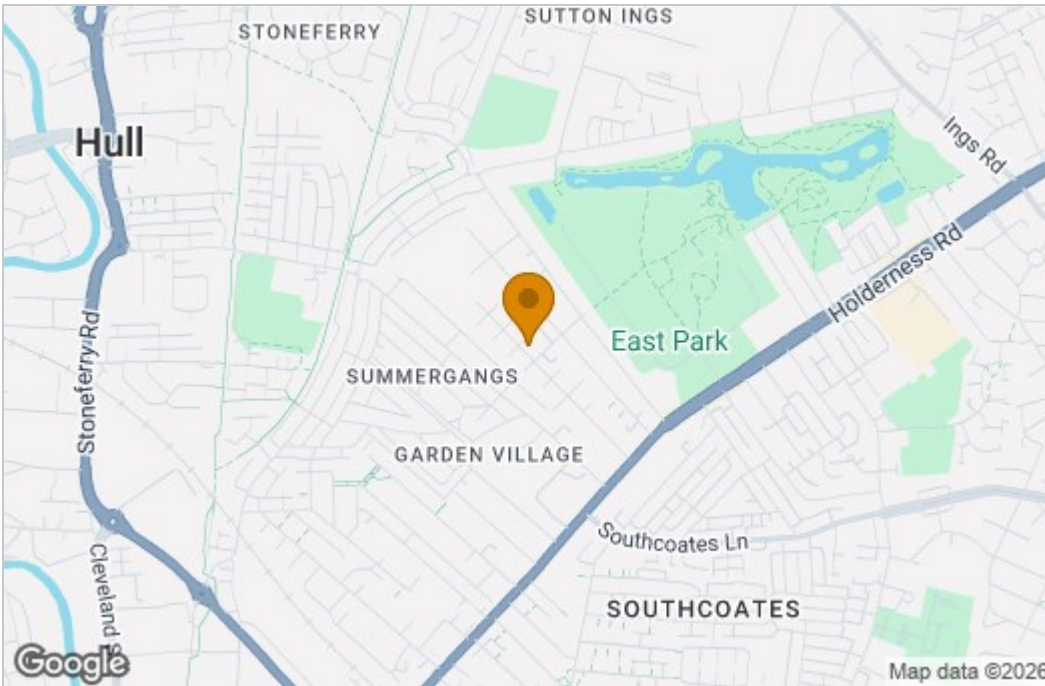 SUTTON INGS
STONEFERRY
Hull
Ings Rd
Holderness Rd
East Park
Stoneferry Rd
SUMMERGANGS
GARDEN VILLAGE
Southcoates Ln
Cleveland S
SOUTHCOATES
Google
Map data ©2026